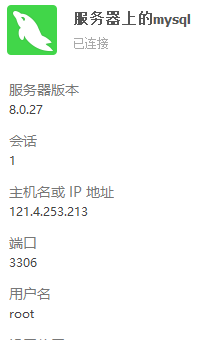 服务器上的mysql
已连接
服务器版本
8.0.27
会话
1
主机名或 IP 地址
121.4.253.213
端口
3306
用户名
root